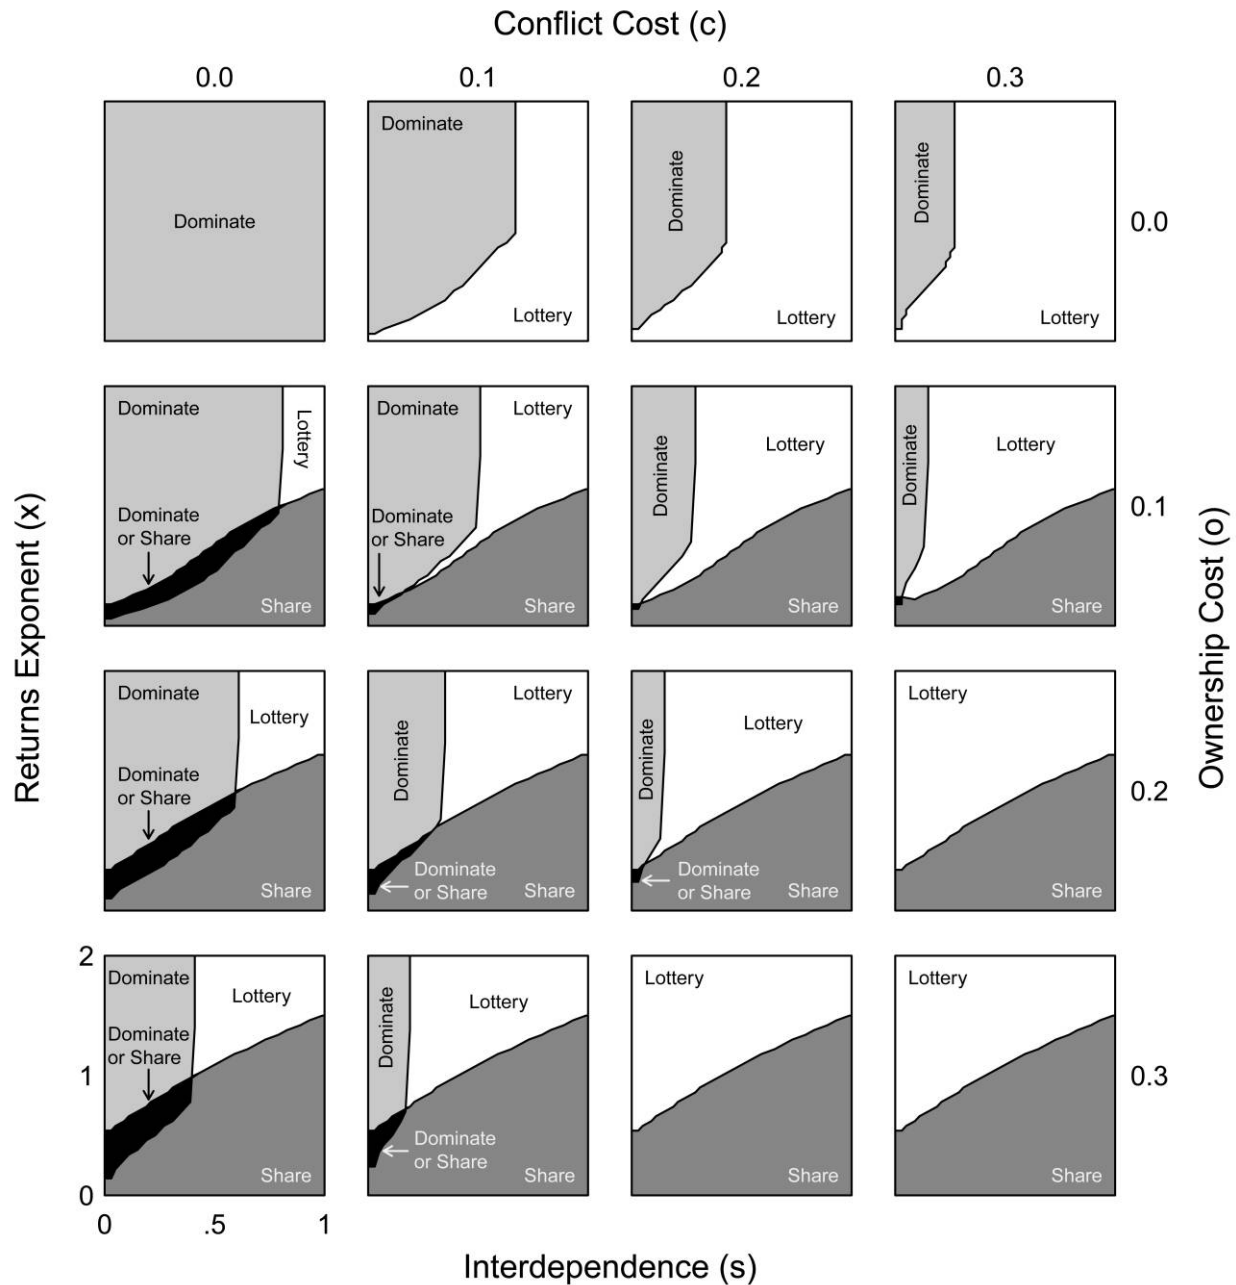 Conflict Cost (c)
0.0 0.1 0.2 0.3
Dominate
Dominate
Lottery
Dominate
Lottery
Dominate
Lottery
0.0
Dominate
Lottery
Dominate
or Share
Share
Dominate
Lottery
Dominate
or Share
Share
Dominate
Lottery
Share
Dominate
Lottery
Share
0.1
Returns Exponent (x)
Ownership Cost (o)
Dominate
Lottery
Dominate
or Share
Share
Dominate
Lottery
Dominate
or Share
Share
Dominate
Lottery
Dominate
or Share
Share
Lottery
Share
0.2
2
1
0
Dominate
Lottery
Dominate
or Share
Share
Dominate
Lottery
Dominate
or Share
Share
Lottery
Share
Lottery
Share
0.3
0 .5 1
Interdependence (s)